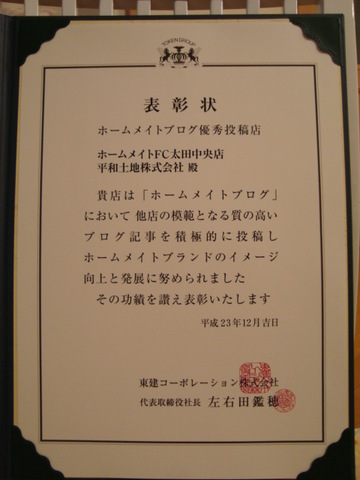 TOKEN GROUP
表彰状
ホームメイトブログ優秀投稿店
ホームメイトFC太田中央店
平和土地株式会社 殿
貴店は「ホームメイトブログ」
において他店の模範となる質の高い
ブログ記事を積極的に投稿し
ホームメイトブランドのイメージ
向上と発展に努められました
その功績を讃え表彰いたします
平成23年12月吉日
東建コーポレーション株式会社
代表取締役社長 左右田鑑穂